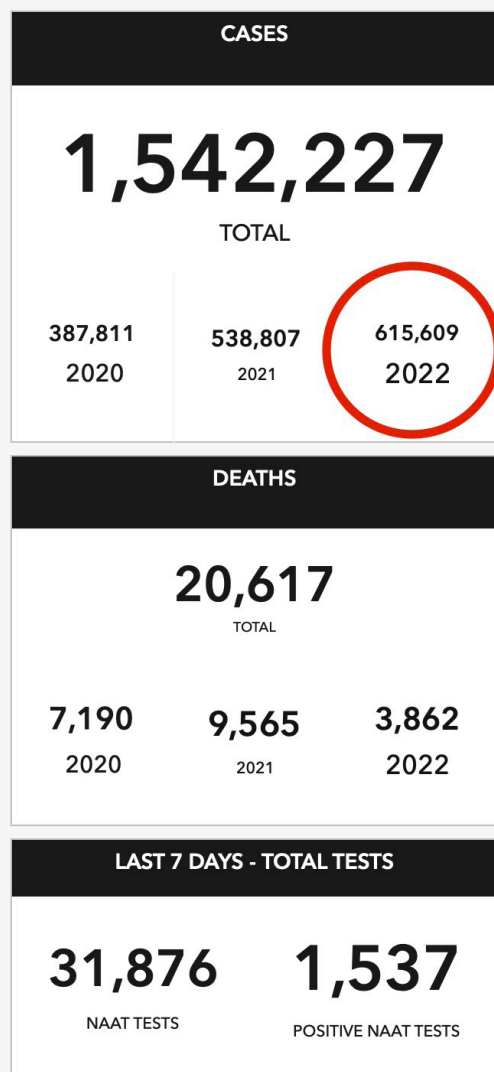 CASES
1,542,227
TOTAL
387,811 538,807 615,609
2020 2021 2022
DEATHS
20,617
TOTAL
7,190 9,565 3,862
2020 2021 2022
LAST 7 DAYS - TOTAL TESTS
31,876 1,537
NAAT TESTS POSITIVE NAAT TESTS